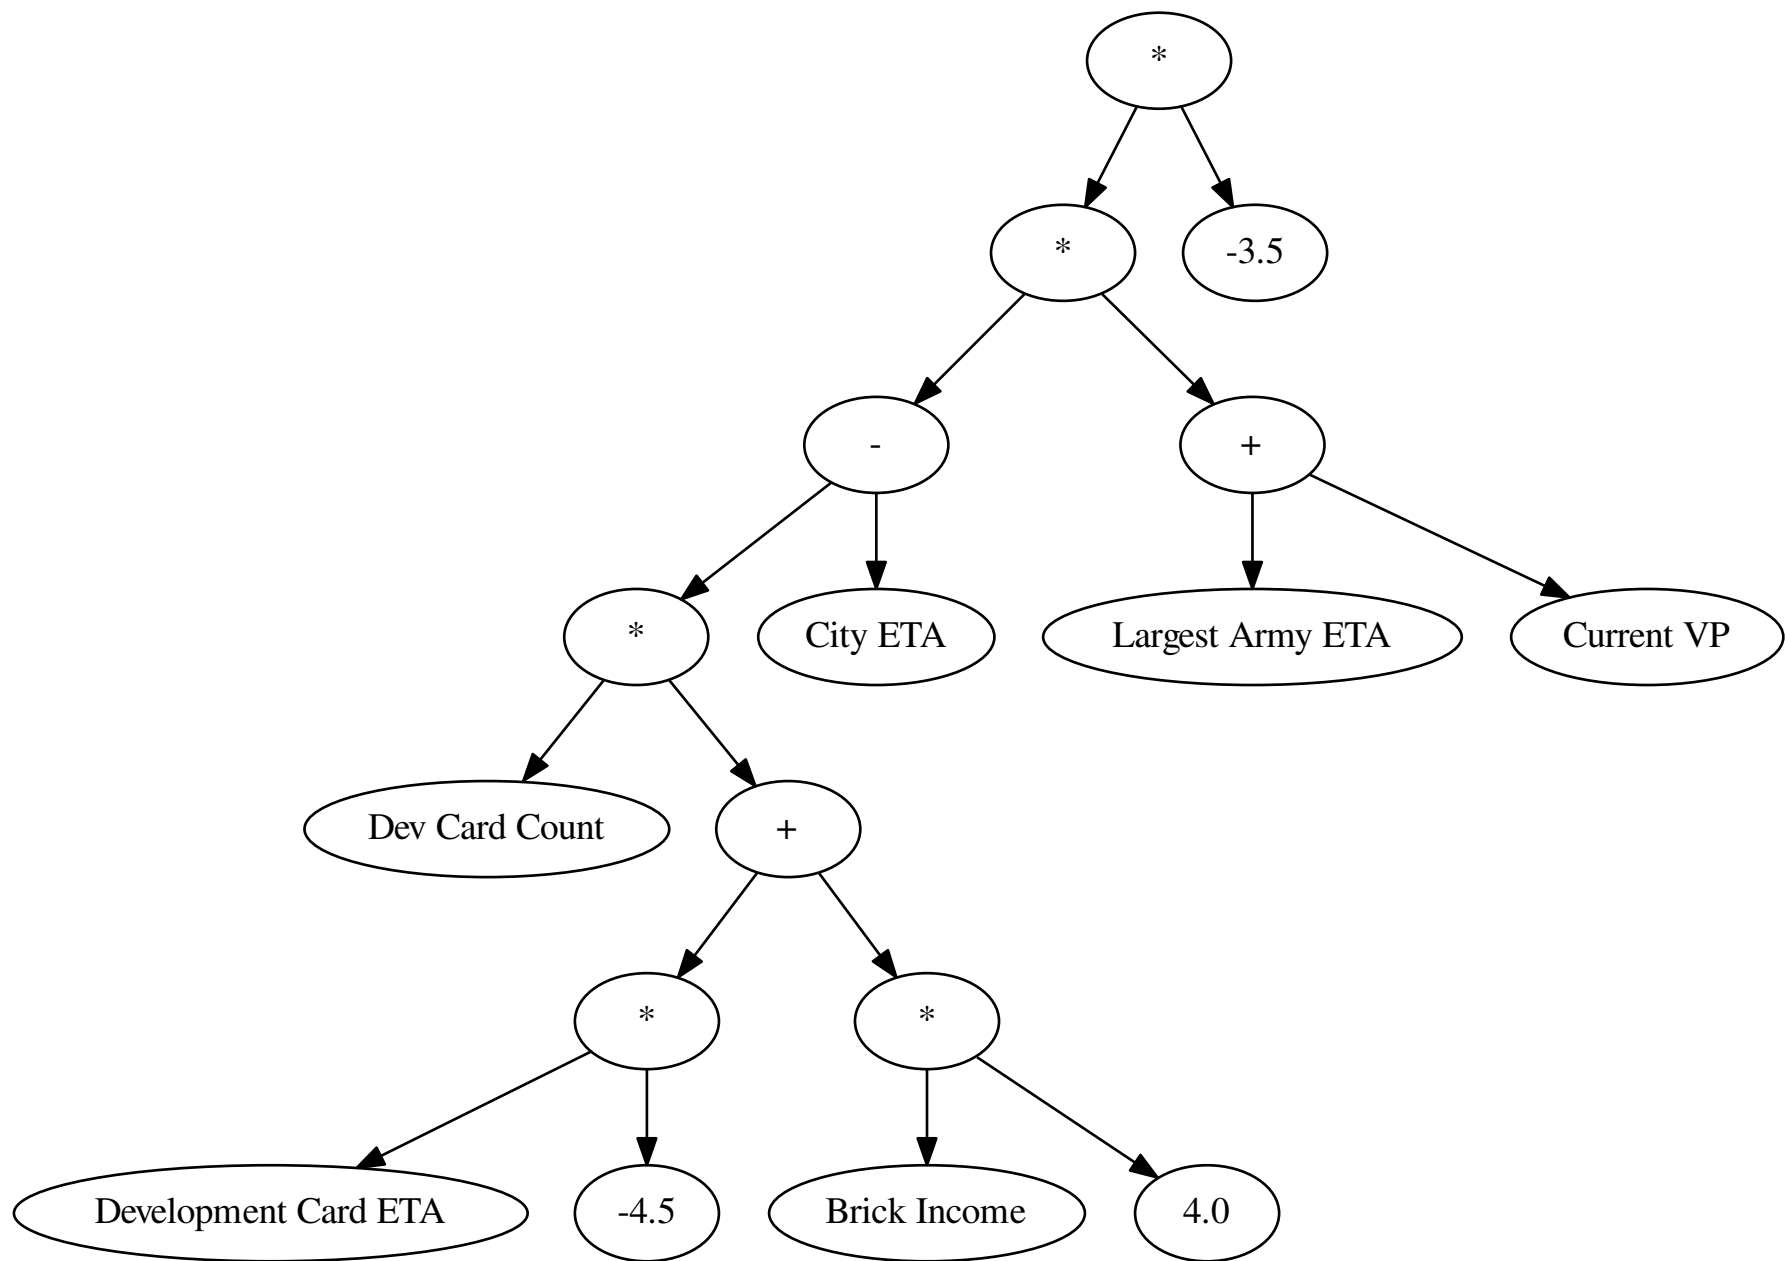 *
*
-3.5
-
+
*
City ETA
Largest Army ETA
Current VP
Dev Card Count
+
*
*
Development Card ETA
-4.5
Brick Income
4.0